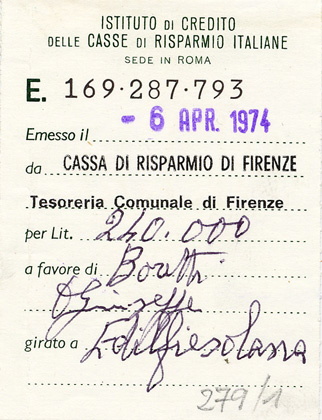 ISTITUTO DI CREDITO
DELLE CASSE DI RISPARMIO ITALIANE
SEDE IN ROMA
E. 169·287·793
Emesso il - 6 APR. 1974
da CASSA DI RISPARMIO DI FIRENZE
Tesoreria Comunale di Firenze
per Lit. 240.000
a favore di
Giuseppe
girato a Edilfiesolana
279/1